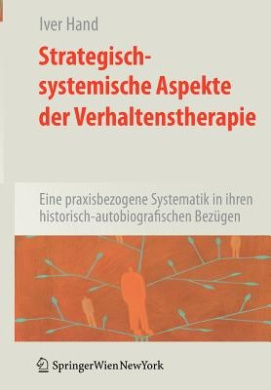 Iver Hand
Strategisch-
systemische Aspekte
der Verhaltenstherapie
Eine praxisbezogene Systematik in ihren
historisch-autobiografischen Bezügen
SpringerWienNewYork